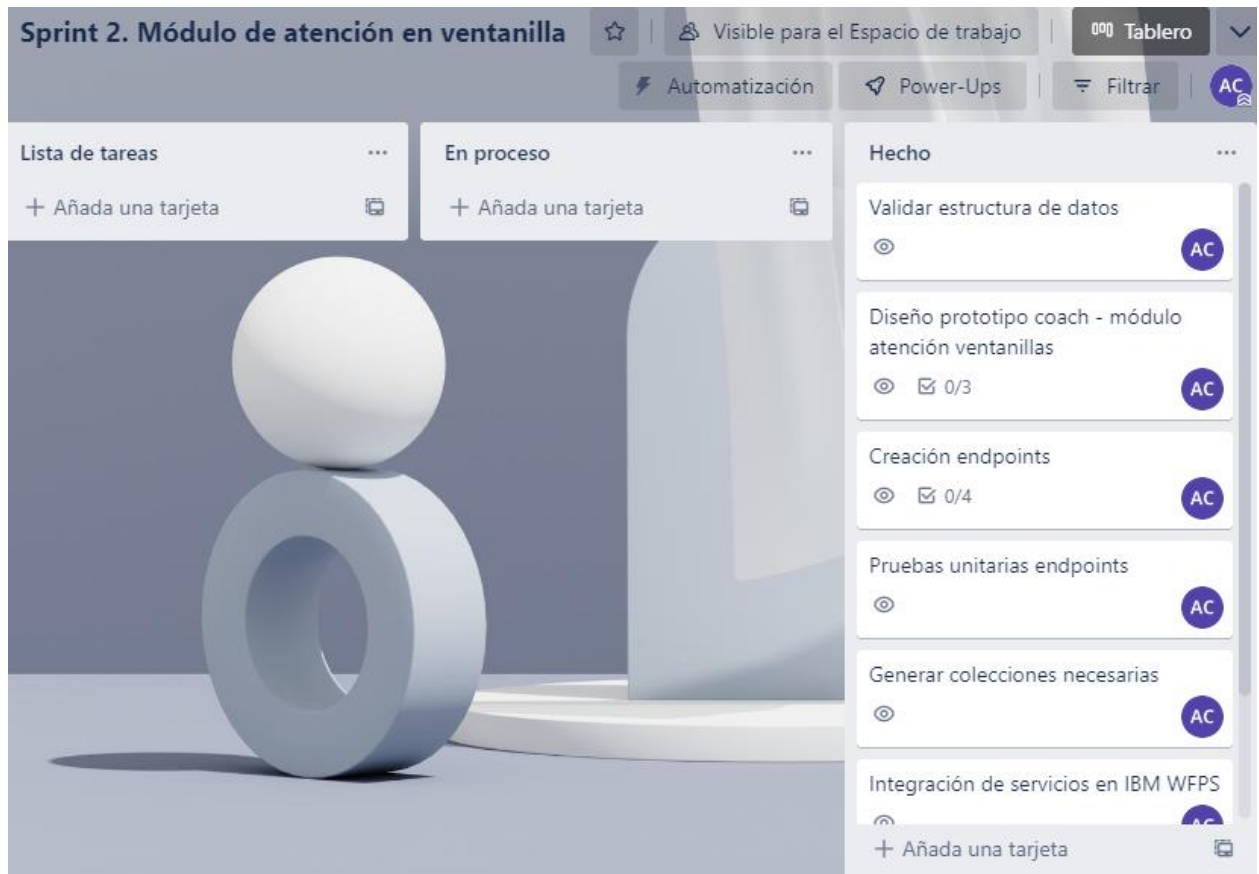 Sprint 2. Módulo de atención en ventanilla
Visible para el Espacio de trabajo
Tablero
Automatización
Power-Ups
Filtrar
AC
Lista de tareas
+ Añada una tarjeta
En proceso
+ Añada una tarjeta
Hecho
Validar estructura de datos
AC
Diseño prototipo coach - módulo
atención ventanillas
0/3
AC
Creación endpoints
0/4
AC
Pruebas unitarias endpoints
AC
Generar colecciones necesarias
AC
Integración de servicios en IBM WFPS
AC
+ Añada una tarjeta